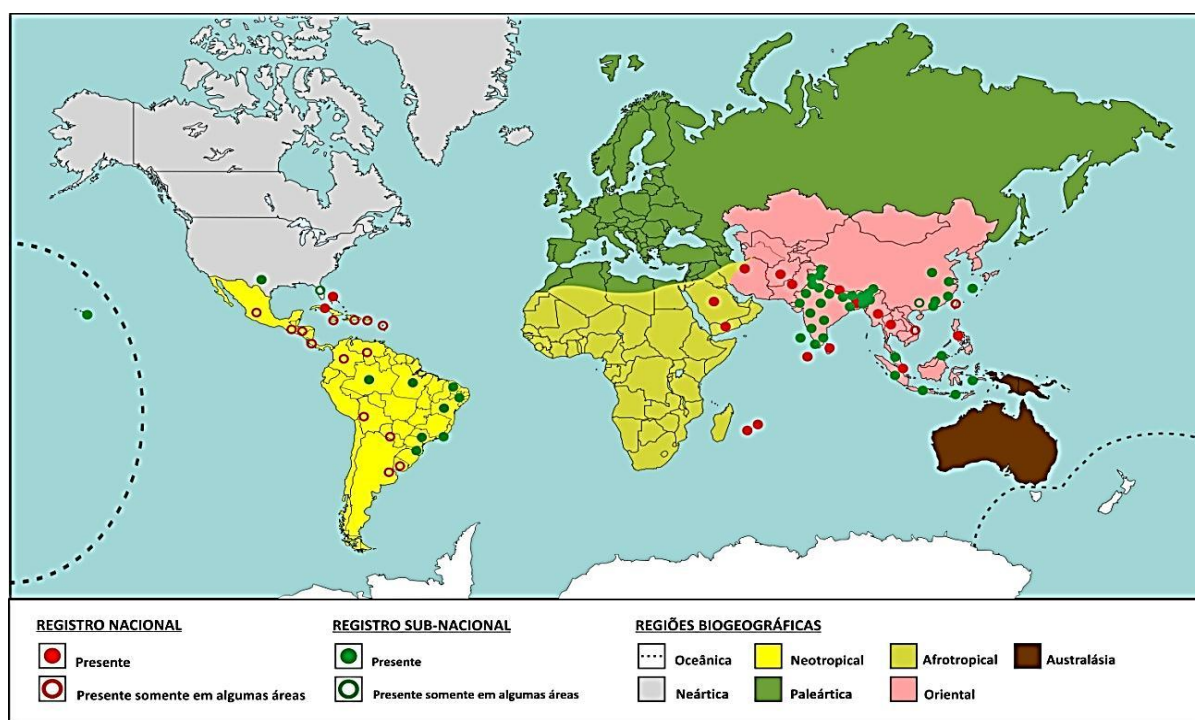 REGISTRO NACIONAL
Presente
Presente somente em algumas áreas
REGISTRO SUB-NACIONAL
Presente
Presente somente em algumas áreas
REGIÕES BIOGEOGRÁFICAS
Oceânica
Neotropical
Afrotropical
Australásia
Neártica
Paleártica
Oriental